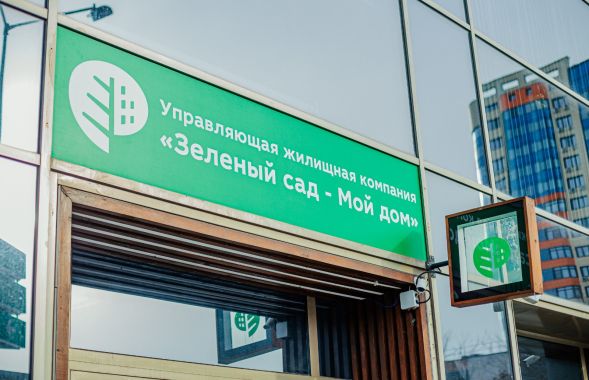 Управляющая жилищная компания
«Зеленый сад - Мой дом»